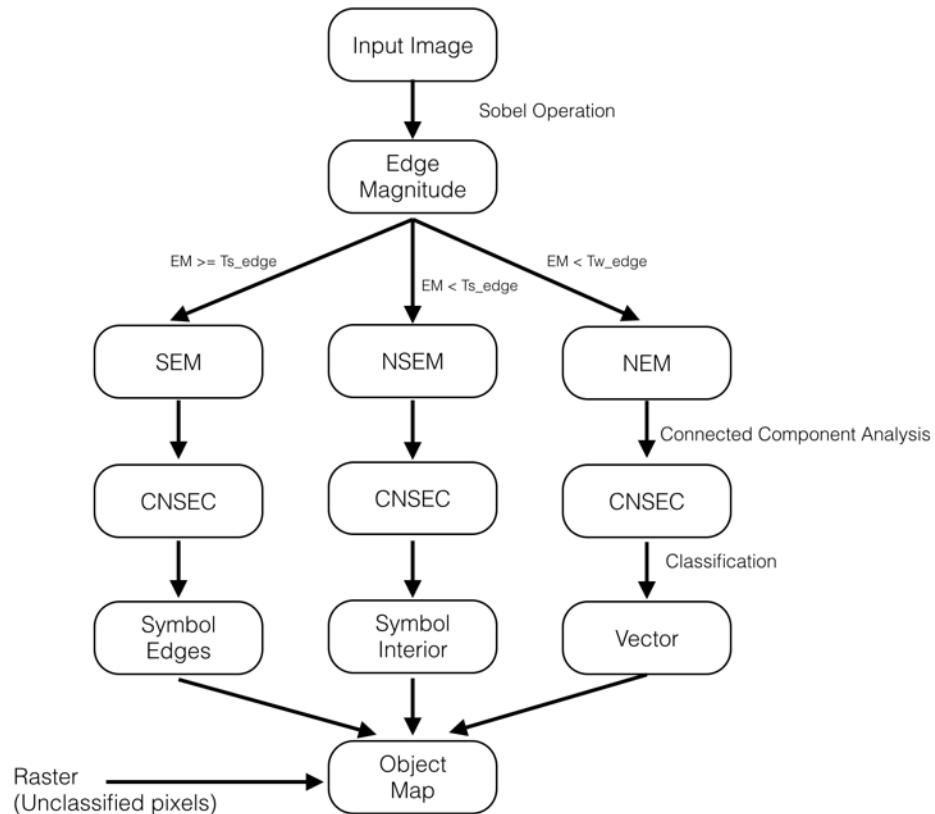 Input Image
Sobel Operation
Edge
Magnitude
EM >= Ts_edge
EM < Ts_edge
EM < Tw_edge
SEM
NSEM
NEM
Connected Component Analysis
CNSEC
CNSEC
CNSEC
Classification
Symbol
Edges
Symbol
Interior
Vector
Object
Map
Raster
(Unclassified pixels)